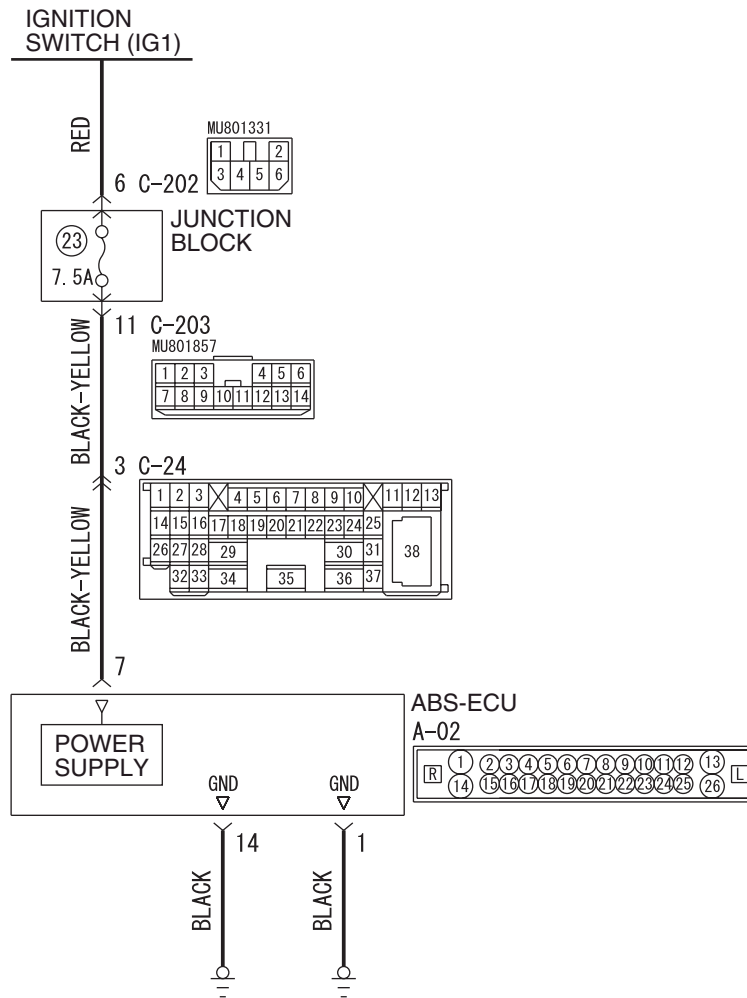 IGNITION
SWITCH (IG1)
RED
MU801331
1 2
3 4 5 6
6 C-202
JUNCTION
BLOCK
23
7.5A
11 C-203
MU801857
1 2 3 4 5 6
7 8 9 10 11 12 13 14
BLACK-YELLOW
3 C-24
1 2 3 4 5 6 7 8 9 10 11 12 13
14 15 16 17 18 19 20 21 22 23 24 25
26 27 28 29 30 31 38
32 33 34 35 36 37
BLACK-YELLOW
7
ABS-ECU
A-02
POWER
SUPPLY
GND GND
R 1 2 3 4 5 6 7 8 9 10 11 12 13 L
14 15 16 17 18 19 20 21 22 23 24 25 26
14 1
BLACK BLACK